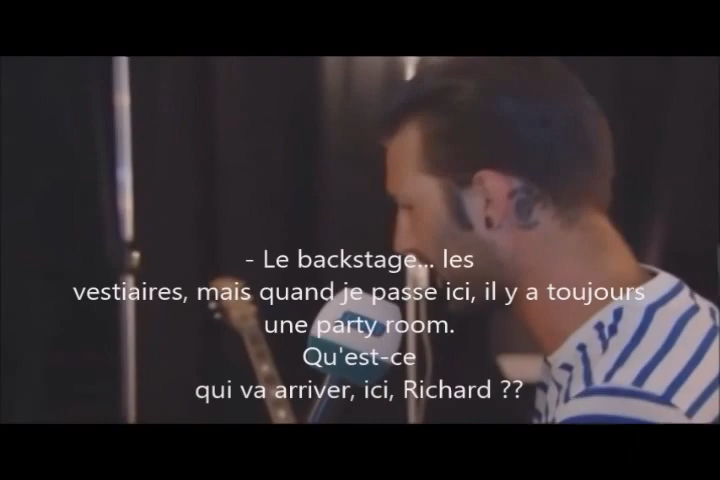 - Le backstage... les
vestiaires, mais quand je passe ici, il y a toujours
une party room.
Qu'est-ce
qui va arriver, ici, Richard ??